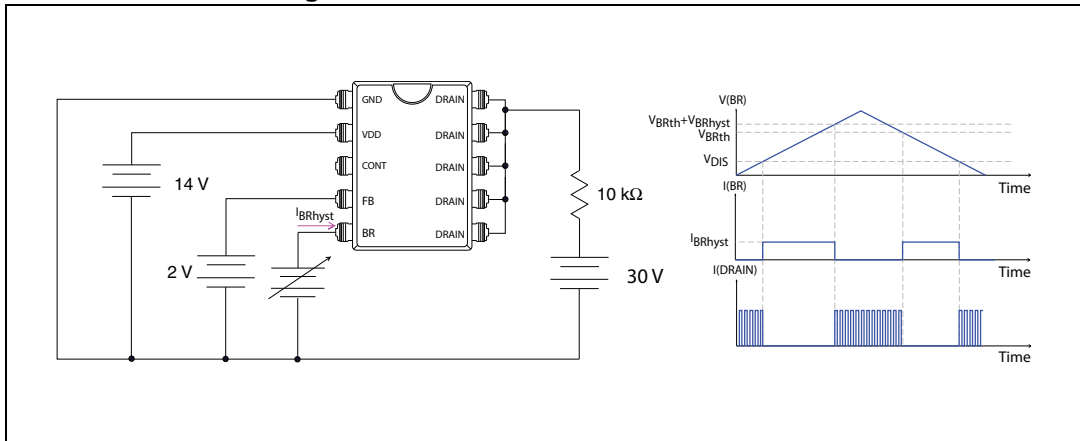 GND DRAIN
VDD DRAIN
CONT DRAIN
FB DRAIN
BR DRAIN
14 V
2 V
IBRhyst
10 kΩ
30 V
V(BR)
VBRth+VBRhyst
VBRth
VDIS
Time
I(BR)
IBRhyst
Time
I(DRAIN)
Time